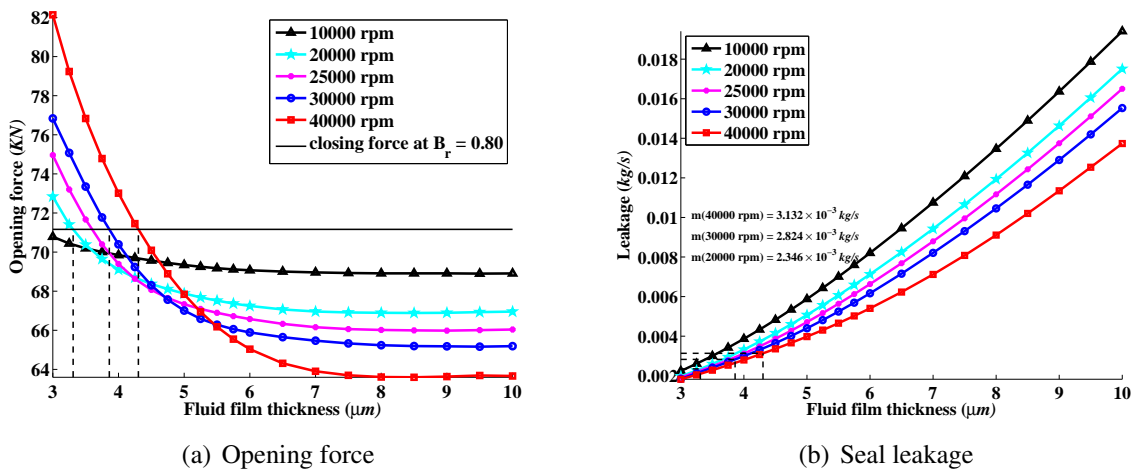 82
80
78
76
74
72
70
68
66
64
3 4 5 6 7 8 9 10
Opening force (KN)
Fluid film thickness (μm)
10000 rpm
20000 rpm
25000 rpm
30000 rpm
40000 rpm
closing force at B_r = 0.80
(a) Opening force
0.018
0.016
0.014
0.012
0.01
0.008
0.006
0.004
0.002
3 4 5 6 7 8 9 10
Leakage (kg/s)
Fluid film thickness (μm)
10000 rpm
20000 rpm
25000 rpm
30000 rpm
40000 rpm
m(40000 rpm) = 3.132 × 10⁻³ kg/s
m(30000 rpm) = 2.824 × 10⁻³ kg/s
m(20000 rpm) = 2.346 × 10⁻³ kg/s
(b) Seal leakage